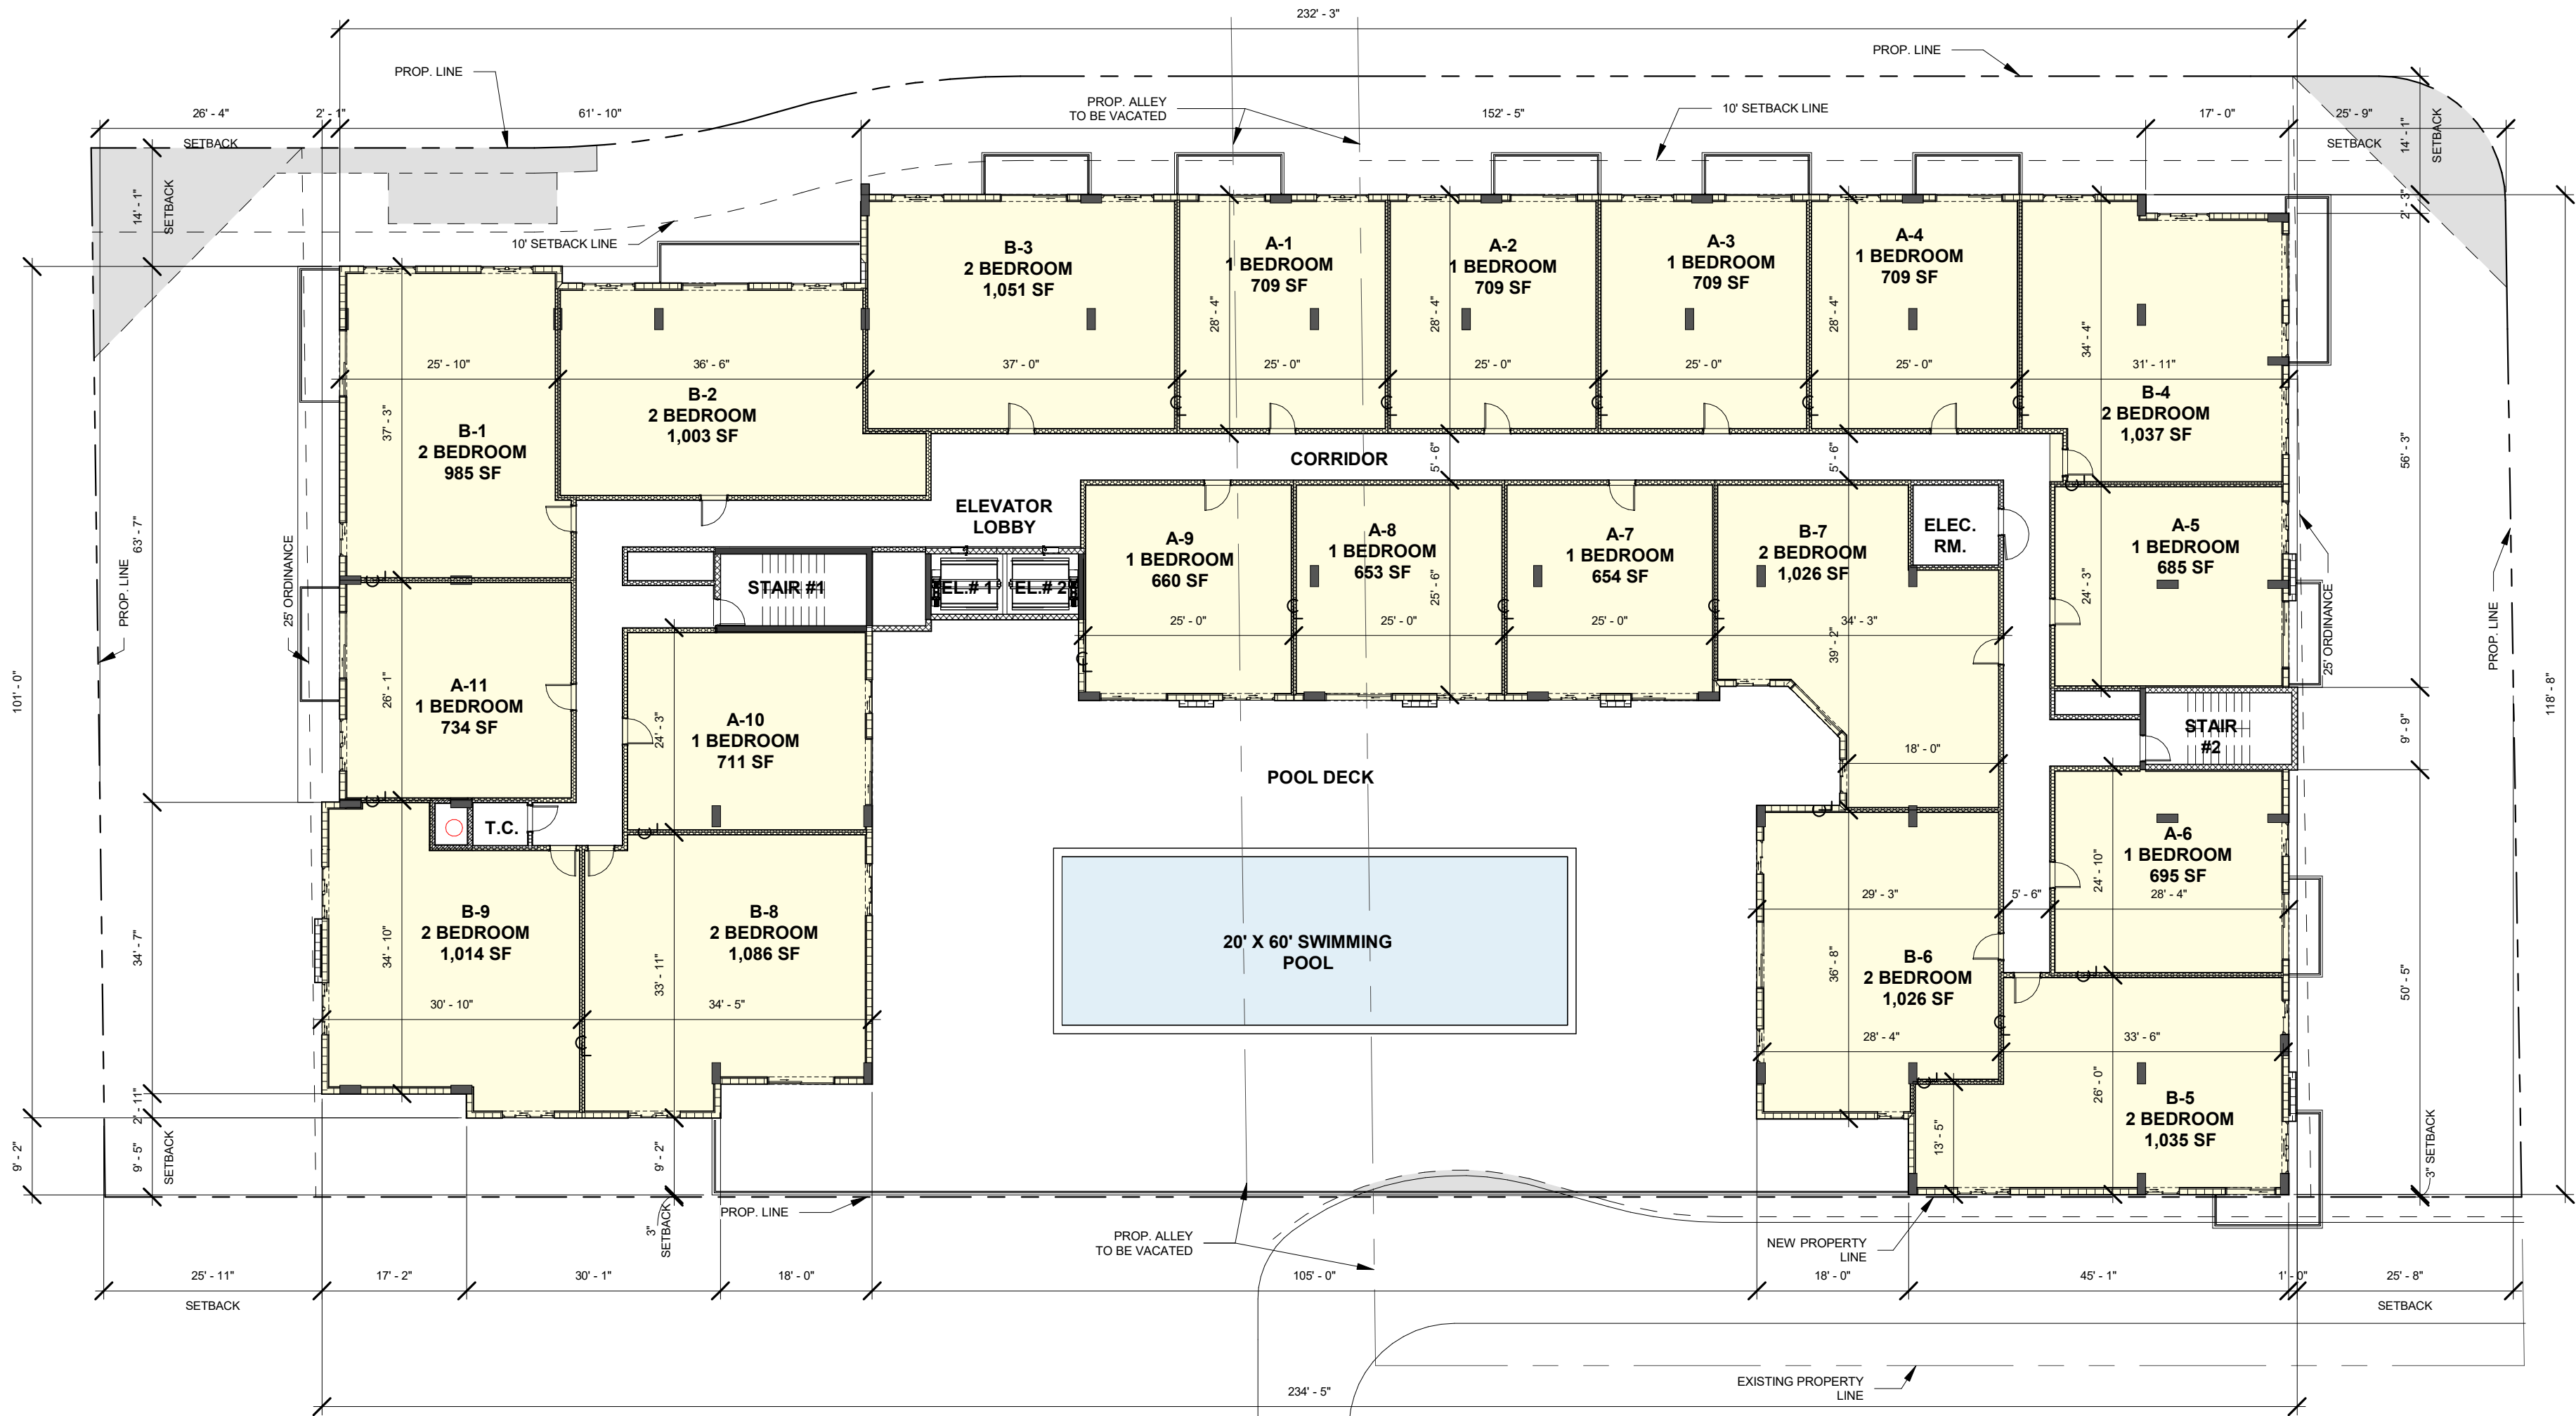 232' - 3"
PROP. LINE
PROP. LINE
26' - 4"
2' - 1"
61' - 10"
PROP. ALLEY
TO BE VACATED
152' - 5"
10' SETBACK LINE
17' - 0"
25' - 9"
SETBACK
SETBACK
14' - 1"
SETBACK
14' - 1"
SETBACK
2' - 3"
10' SETBACK LINE
B-3
2 BEDROOM
1,051 SF
A-1
1 BEDROOM
709 SF
A-2
1 BEDROOM
709 SF
A-3
1 BEDROOM
709 SF
A-4
1 BEDROOM
709 SF
28' - 4"
28' - 4"
28' - 4"
34' - 4"
25' - 10"
36' - 6"
37' - 0"
25' - 0"
25' - 0"
25' - 0"
25' - 0"
31' - 11"
B-2
2 BEDROOM
1,003 SF
B-4
2 BEDROOM
1,037 SF
37' - 3"
B-1
2 BEDROOM
985 SF
CORRIDOR
5' - 6"
5' - 6"
56' - 3"
ELEVATOR
LOBBY
63' - 7"
PROP. LINE
25' ORDINANCE
STAIR #1
EL.# 1
EL.# 2
A-9
1 BEDROOM
660 SF
A-8
1 BEDROOM
653 SF
A-7
1 BEDROOM
654 SF
B-7
2 BEDROOM
1,026 SF
ELEC.
RM.
A-5
1 BEDROOM
685 SF
25' - 6"
24' - 3"
25' ORDINANCE
PROP. LINE
25' - 0"
25' - 0"
25' - 0"
34' - 3"
39' - 2"
101' - 0"
118' - 8"
26' - 1"
A-11
1 BEDROOM
734 SF
24' - 3"
A-10
1 BEDROOM
711 SF
STAIR
#2
9' - 9"
18' - 0"
POOL DECK
T.C.
A-6
1 BEDROOM
695 SF
24' - 10"
29' - 3"
5' - 6"
28' - 4"
B-9
2 BEDROOM
1,014 SF
B-8
2 BEDROOM
1,086 SF
20' X 60' SWIMMING
POOL
B-6
2 BEDROOM
1,026 SF
34' - 7"
34' - 10"
33' - 11"
36' - 8"
50' - 5"
30' - 10"
34' - 5"
28' - 4"
33' - 6"
26' - 0"
B-5
2 BEDROOM
1,035 SF
2' - 11"
13' - 5"
9' - 2"
9' - 5"
SETBACK
9' - 2"
3" SETBACK
PROP. LINE
3"
SETBACK
PROP. ALLEY
TO BE VACATED
NEW PROPERTY
LINE
25' - 11"
17' - 2"
30' - 1"
18' - 0"
105' - 0"
18' - 0"
45' - 1"
1' - 0"
25' - 8"
SETBACK
SETBACK
EXISTING PROPERTY
LINE
234' - 5"